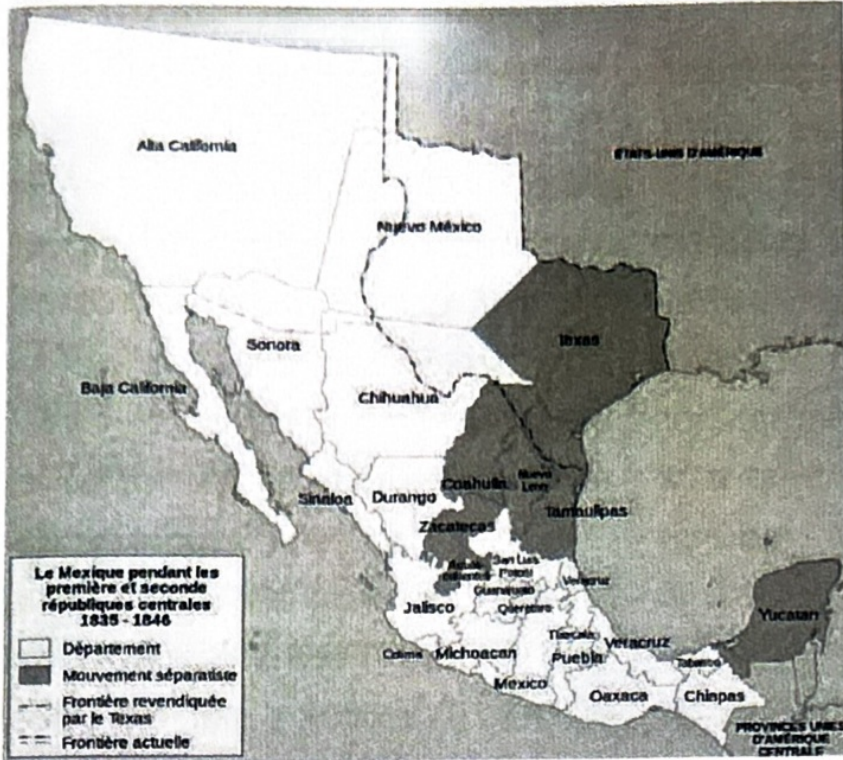 Alta California
ÉTATS-UNIS D'AMÉRIQUE
Nuevo México
Texas
Sonora
Baja California
Chihuahua
Coahuila
Nuevo
León
Sinaloa
Durango
Tamaulipas
Zacatecas
San Luis
Potosí
Aguas-
calientes
Guanajuato
Veracruz
Querétaro
Jalisco
Yucatan
Tlaxcala
Veracruz
Colima
Michoacan
Puebla
Tabasco
Mexico
Oaxaca
Chiapas
PROVINCES UNIES
D'AMÉRIQUE
CENTRALE
Le Mexique pendant les
première et seconde
républiques centrales
1835 - 1846
Département
Mouvement séparatiste
Frontière revendiquée
par le Texas
Frontière actuelle